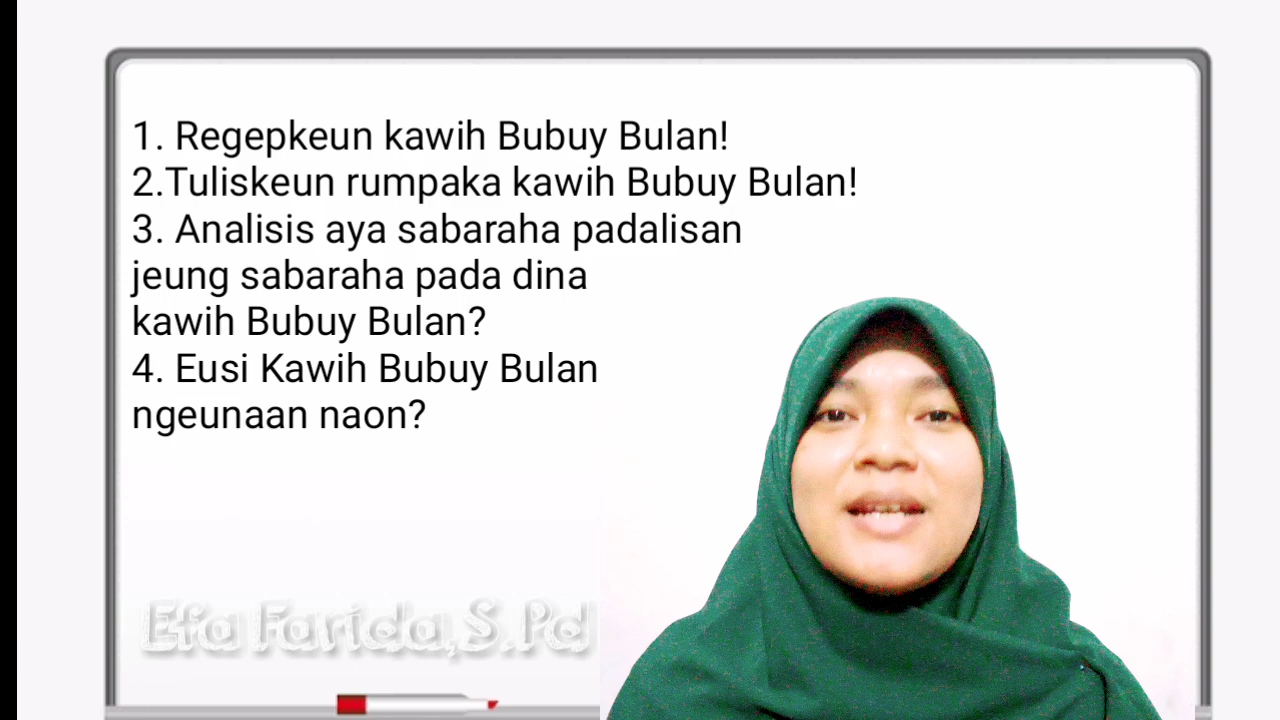 1. Regepkeun kawih Bubuy Bulan!
2.Tuliskeun rumpaka kawih Bubuy Bulan!
3. Analisis aya sabaraha padalisan
jeung sabaraha pada dina
kawih Bubuy Bulan?
4. Eusi Kawih Bubuy Bulan
ngeunaan naon?
Efa Farida,S.Pd